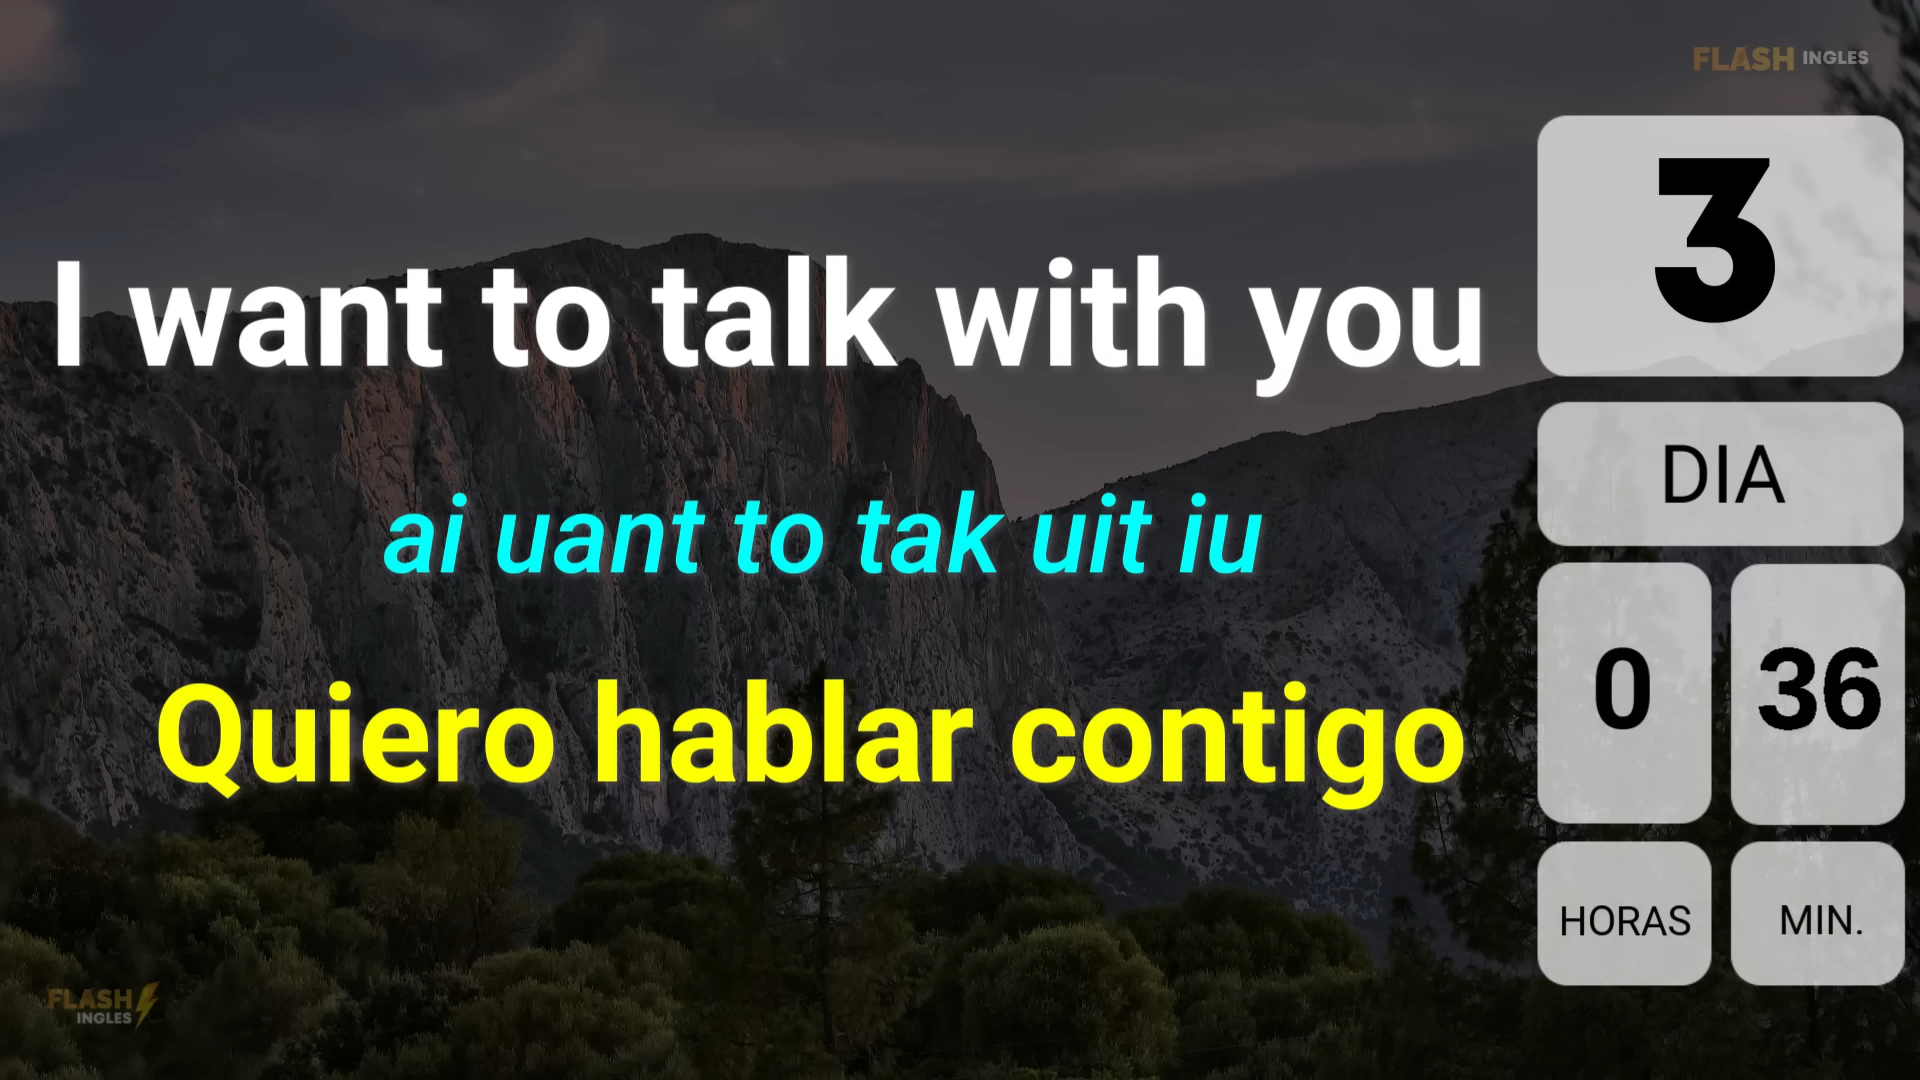 FLASH INGLES
I want to talk with you
ai uant to tak uit iu
Quiero hablar contigo
3
DIA
0 36
HORAS MIN.
FLASH
INGLES